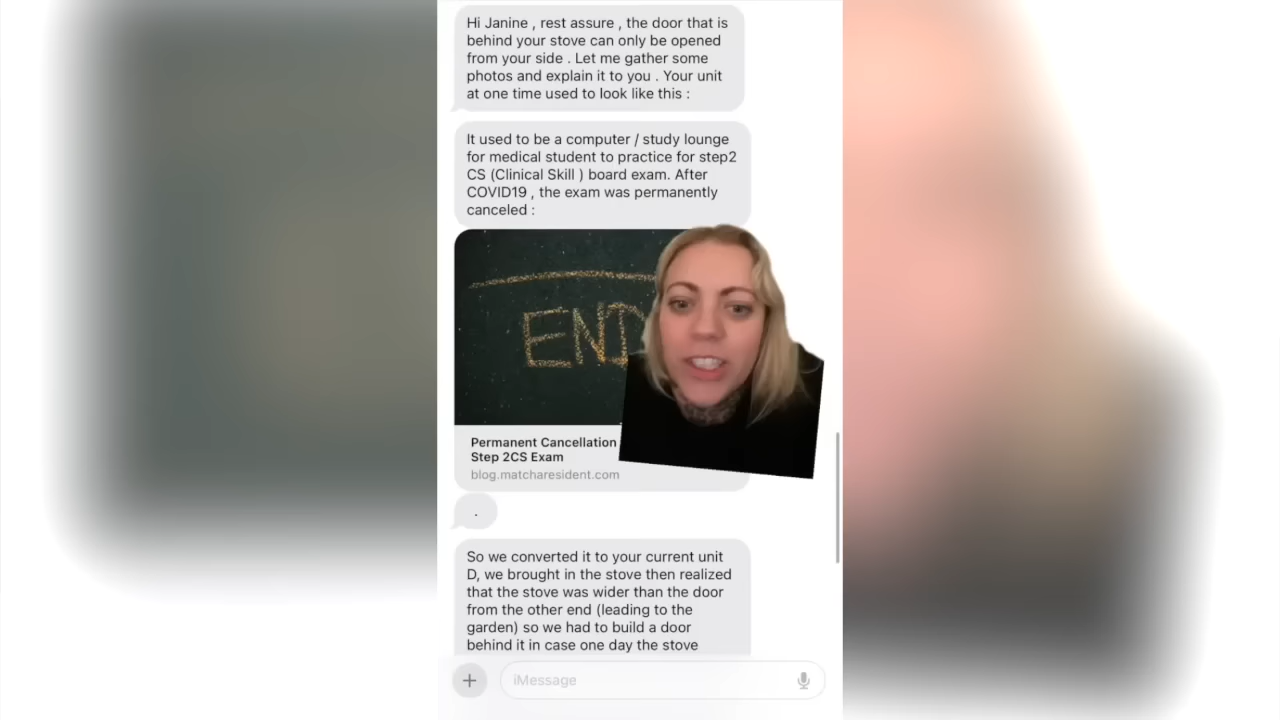 Hi Janine , rest assure , the door that is
behind your stove can only be opened
from your side . Let me gather some
photos and explain it to you . Your unit
at one time used to look like this :
It used to be a computer / study lounge
for medical student to practice for step2
CS (Clinical Skill ) board exam. After
COVID19 , the exam was permanently
canceled :
END
Permanent Cancellation
Step 2CS Exam
blog.matcharesident.com
.
So we converted it to your current unit
D, we brought in the stove then realized
that the stove was wider than the door
from the other end (leading to the
garden) so we had to build a door
behind it in case one day the stove
iMessage